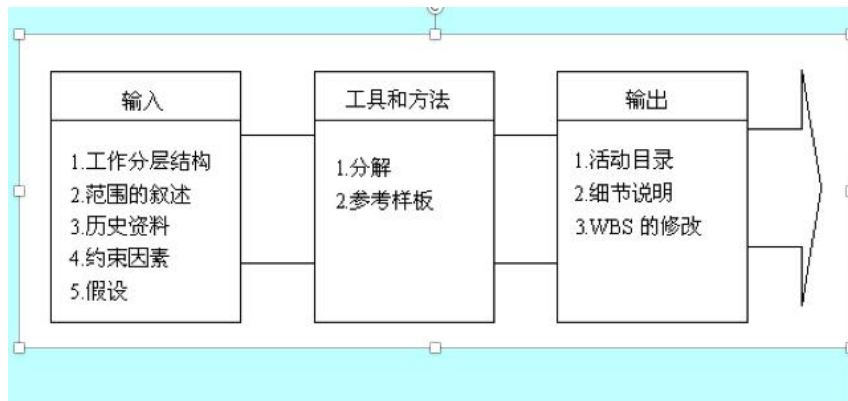 输入
1.工作分层结构
2.范围的叙述
3.历史资料
4.约束因素
5.假设
工具和方法
1.分解
2.参考样板
输出
1.活动目录
2.细节说明
3.WBS 的修改